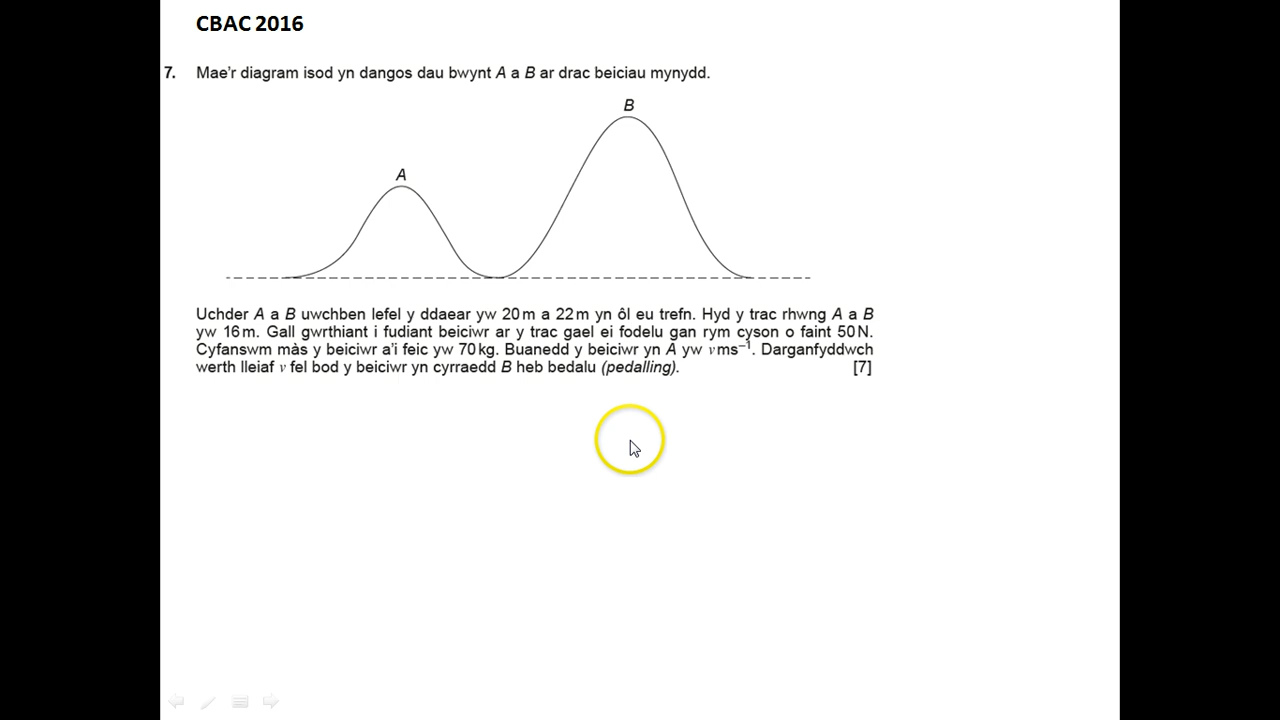 CBAC 2016
7. Mae'r diagram isod yn dangos dau bwynt A a B ar drac beiciau mynydd.
B
A
Uchder A a B uwchben lefel y ddaear yw 20 m a 22 m yn ôl eu trefn. Hyd y trac rhwng A a B
yw 16 m. Gall gwrthiant i fudiant beiciwr ar y trac gael ei fodelu gan rym cyson o faint 50 N.
Cyfanswm màs y beiciwr a'i feic yw 70 kg. Buanedd y beiciwr yn A yw v ms⁻¹. Darganfyddwch
werth lleiaf v fel bod y beiciwr yn cyrraedd B heb bedalu (pedalling). [7]